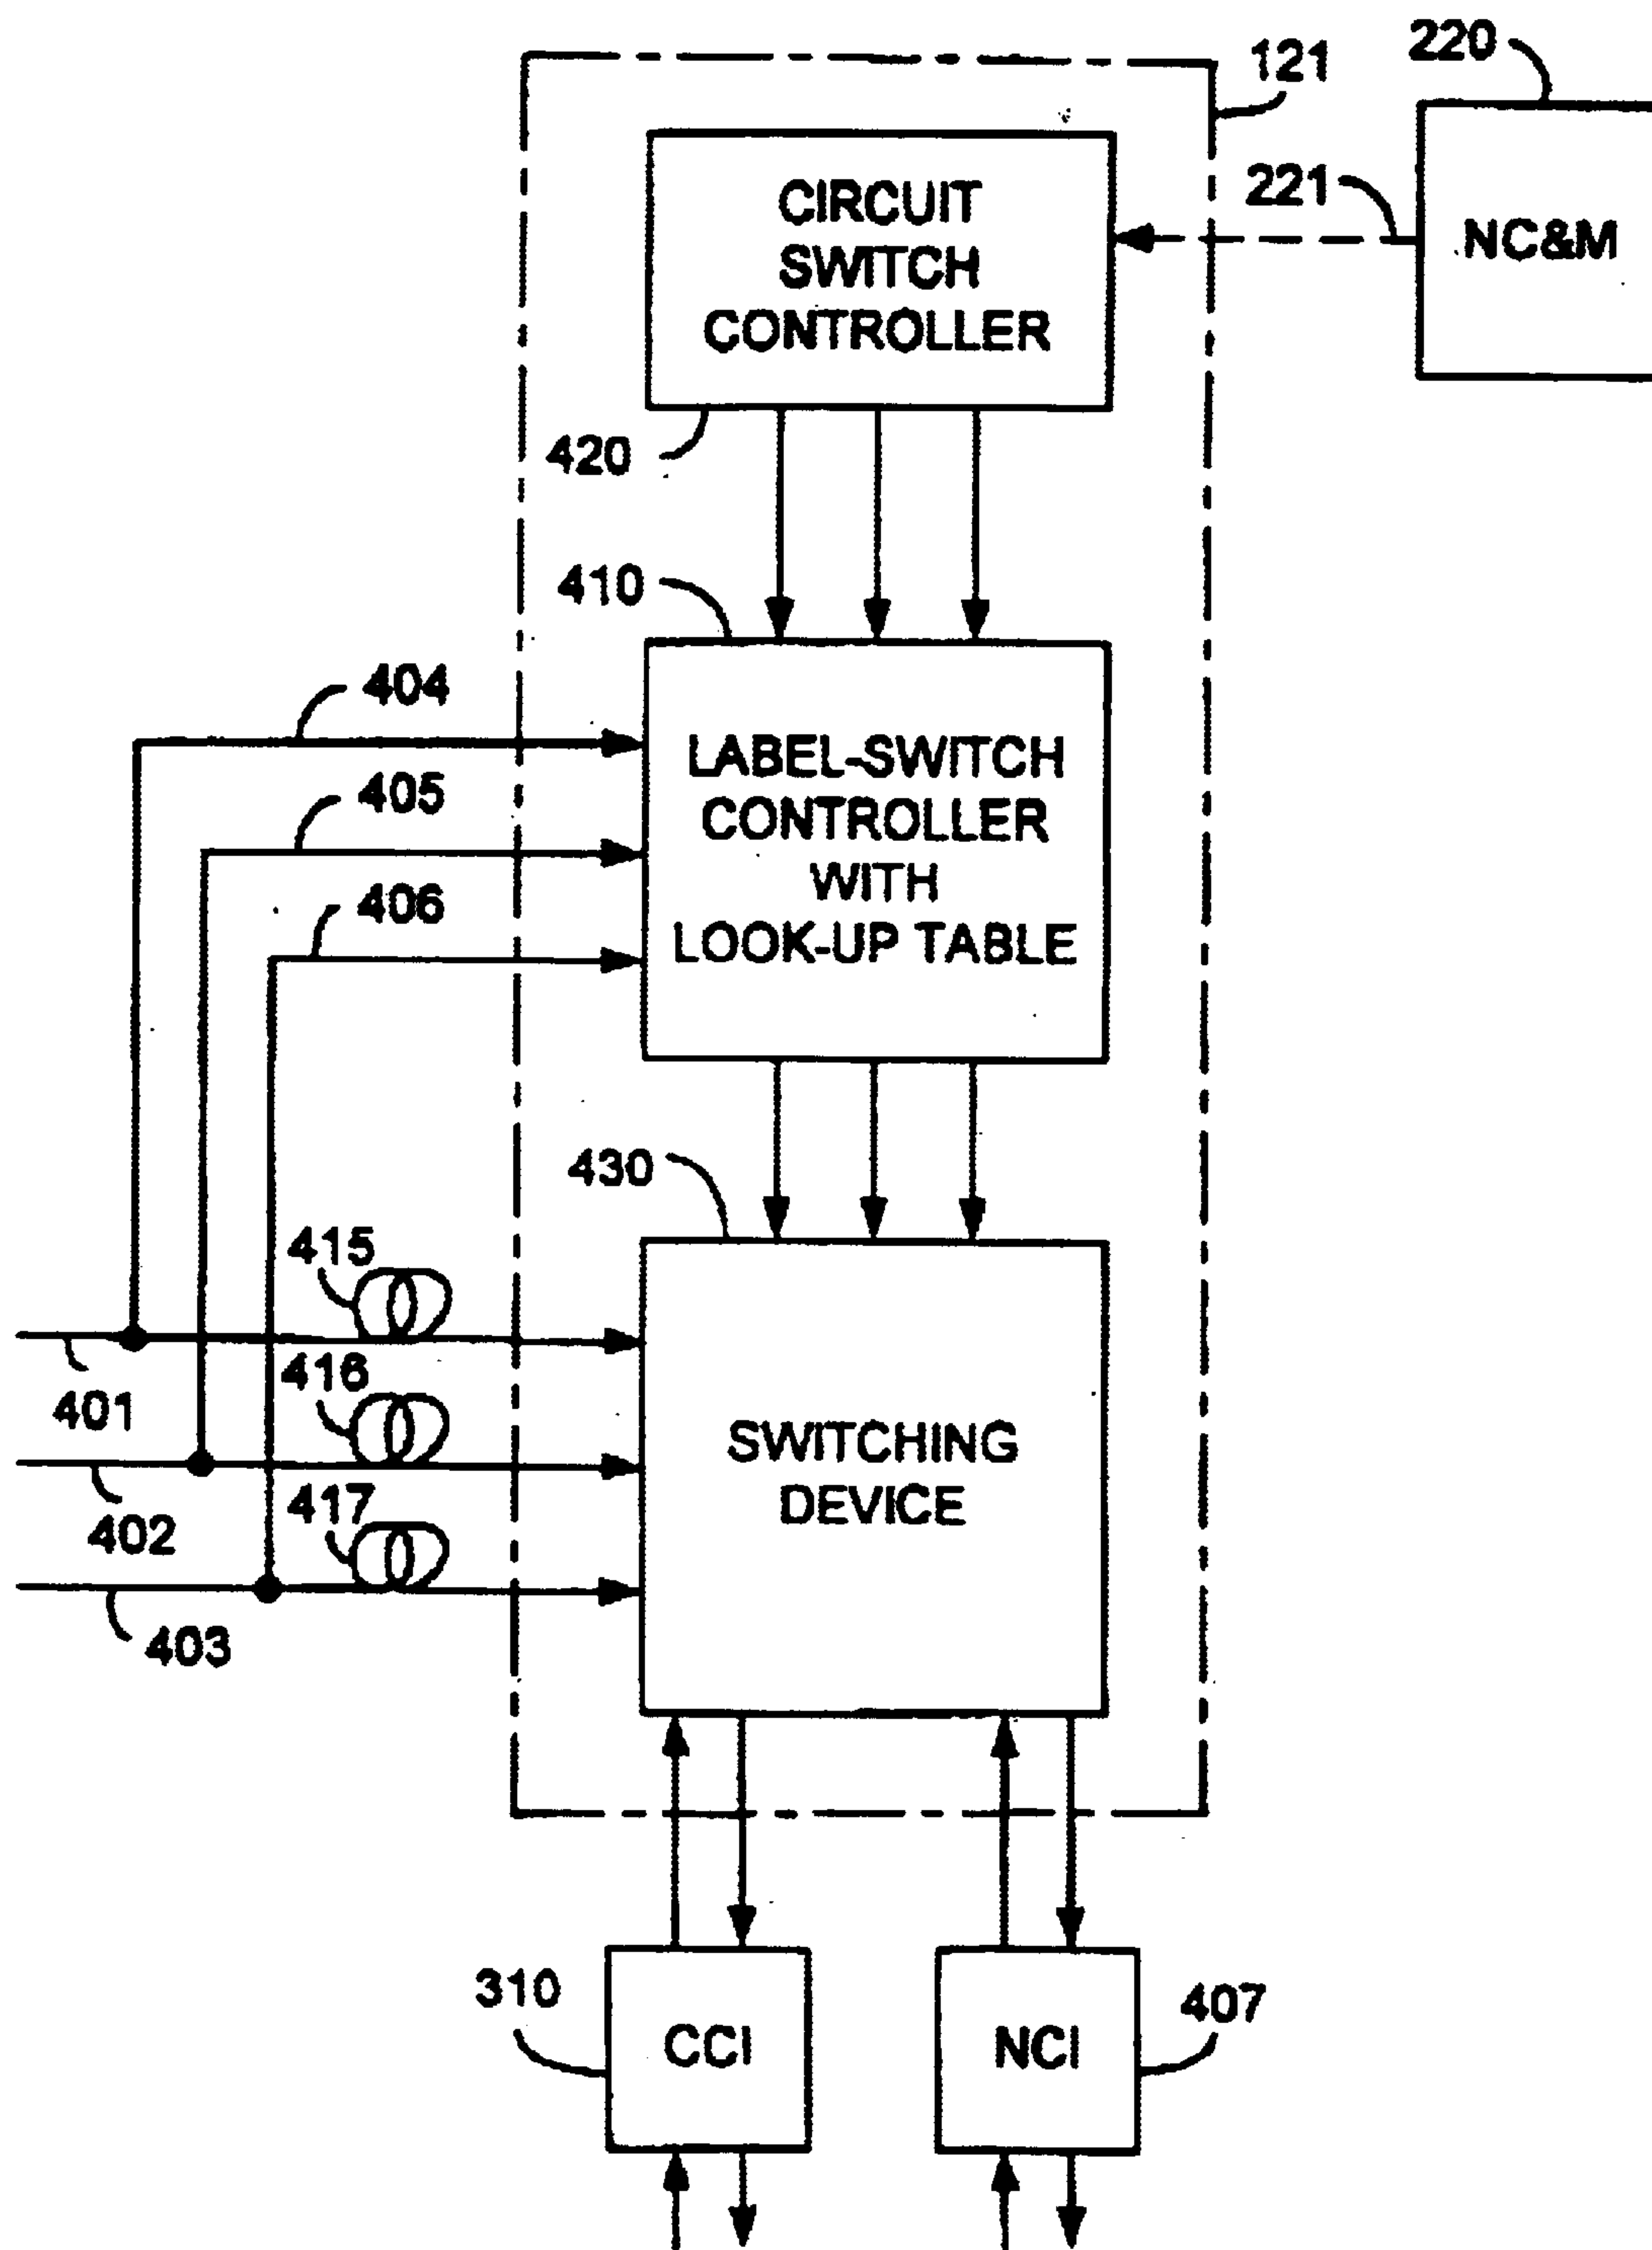 220
121
CIRCUIT
SWITCH
CONTROLLER
221
NC&M
420
410
404
LABEL-SWITCH
CONTROLLER
WITH
LOOK-UP TABLE
405
406
430
415
401
416
SWITCHING
DEVICE
402
417
403
310
CCI
NCI
407